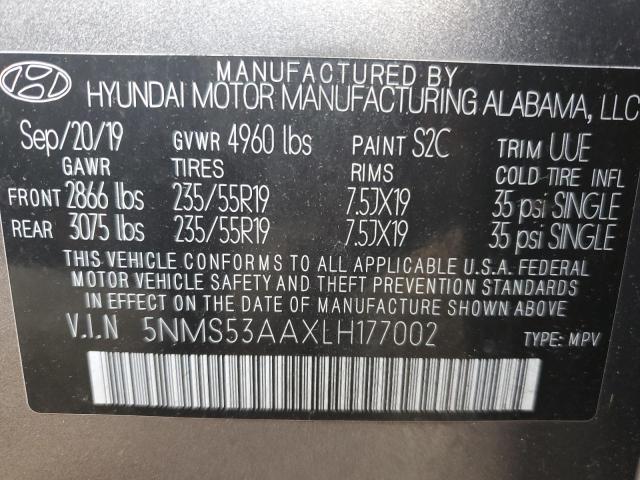 MANUFACTURED BY
HYUNDAI MOTOR MANUFACTURING ALABAMA, LLC
Sep/20/19 GVWR 4960 lbs PAINT S2C TRIM UUE
GAWR TIRES RIMS COLD TIRE INFL
FRONT 2866 lbs 235/55R19 7.5JX19 35 psi SINGLE
REAR 3075 lbs 235/55R19 7.5JX19 35 psi SINGLE
THIS VEHICLE CONFORMS TO ALL APPLICABLE U.S.A. FEDERAL
MOTOR VEHICLE SAFETY AND THEFT PREVENTION STANDARDS
IN EFFECT ON THE DATE OF MANUFACTURE SHOWN ABOVE.
V.I.N 5NMS53AAXLH177002 TYPE: MPV